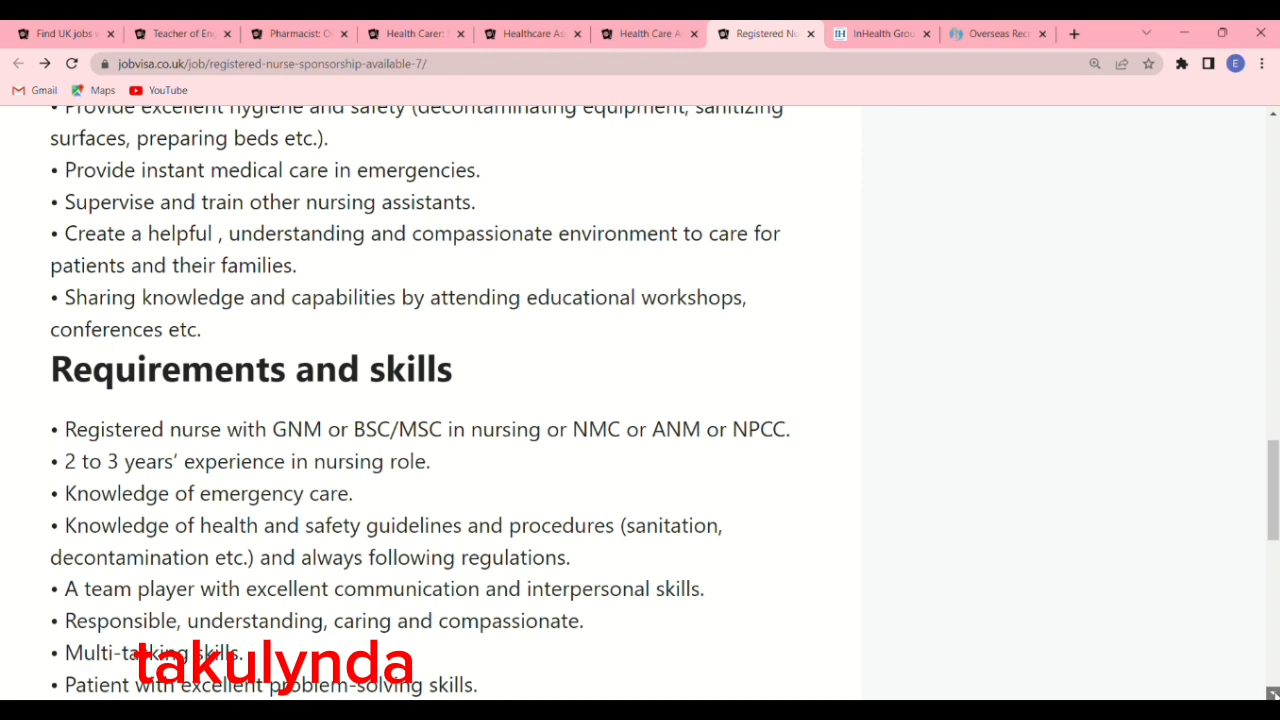 Find UK jobs
Teacher of Eng
Pharmacist: O
Health Carer:
Healthcare As
Health Care A
Registered Nu
InHealth Grou
Overseas Recr
jobvisa.co.uk/job/registered-nurse-sponsorship-available-7/
E
Gmail
Maps
YouTube
• Provide excellent hygiene and safety (decontaminating equipment, sanitizing
surfaces, preparing beds etc.).
• Provide instant medical care in emergencies.
• Supervise and train other nursing assistants.
• Create a helpful , understanding and compassionate environment to care for
patients and their families.
• Sharing knowledge and capabilities by attending educational workshops,
conferences etc.
Requirements and skills
• Registered nurse with GNM or BSC/MSC in nursing or NMC or ANM or NPCC.
• 2 to 3 years’ experience in nursing role.
• Knowledge of emergency care.
• Knowledge of health and safety guidelines and procedures (sanitation,
decontamination etc.) and always following regulations.
• A team player with excellent communication and interpersonal skills.
• Responsible, understanding, caring and compassionate.
• Multi-tasking skills.
takulynda
• Patient with excellent problem-solving skills.